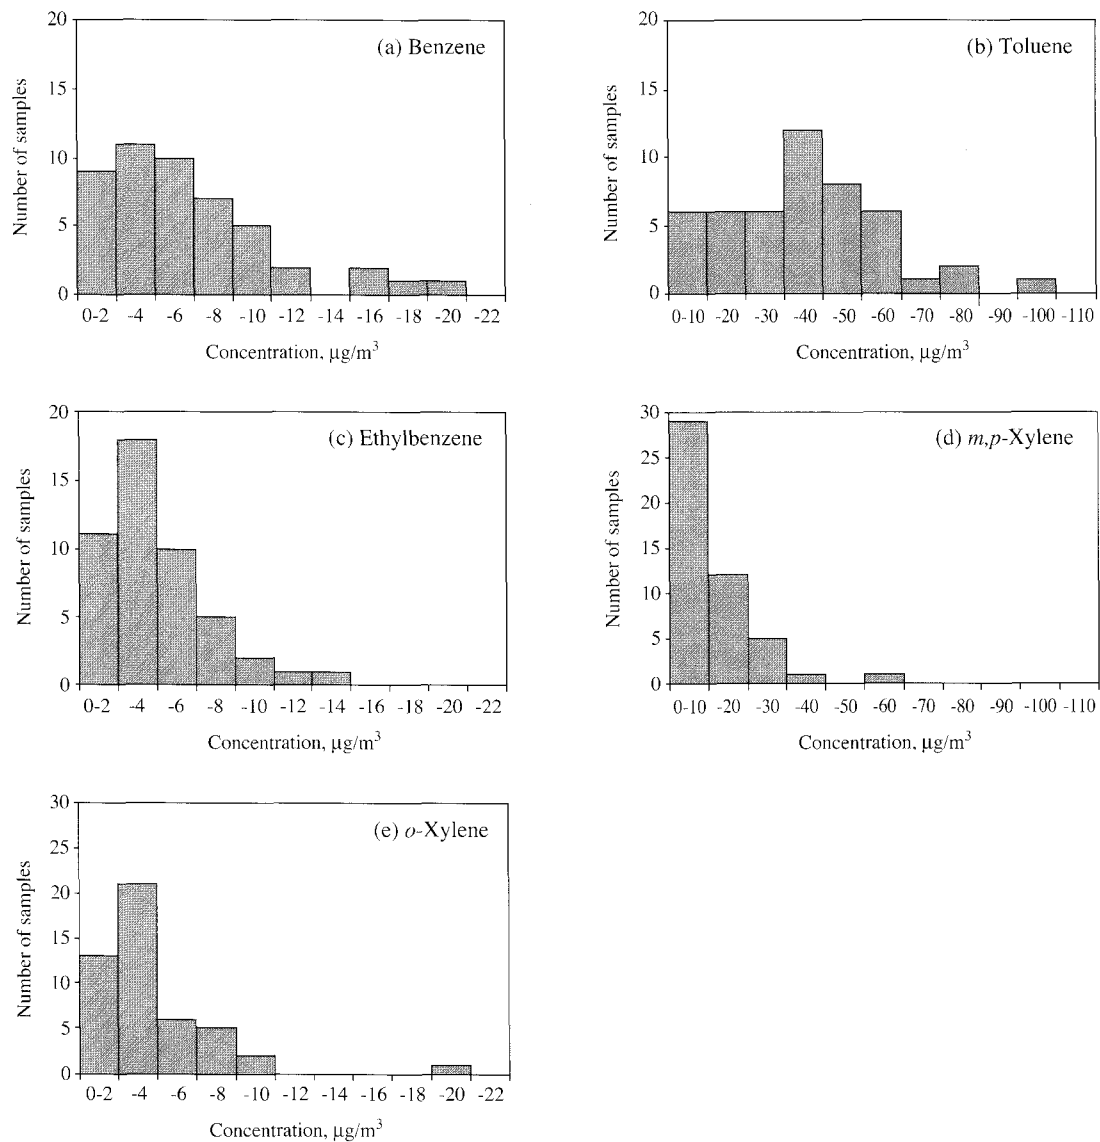 20
(a) Benzene
15
10
5
0
Number of samples
0-2 -4 -6 -8 -10 -12 -14 -16 -18 -20 -22
Concentration, μg/m³
20
(b) Toluene
15
10
5
0
Number of samples
0-10 -20 -30 -40 -50 -60 -70 -80 -90 -100 -110
Concentration, μg/m³
20
(c) Ethylbenzene
15
10
5
0
Number of samples
0-2 -4 -6 -8 -10 -12 -14 -16 -18 -20 -22
Concentration, μg/m³
30
(d) m,p-Xylene
25
20
15
10
5
0
Number of samples
0-10 -20 -30 -40 -50 -60 -70 -80 -90 -100 -110
Concentration, μg/m³
30
(e) o-Xylene
25
20
15
10
5
0
Number of samples
0-2 -4 -6 -8 -10 -12 -14 -16 -18 -20 -22
Concentration, μg/m³